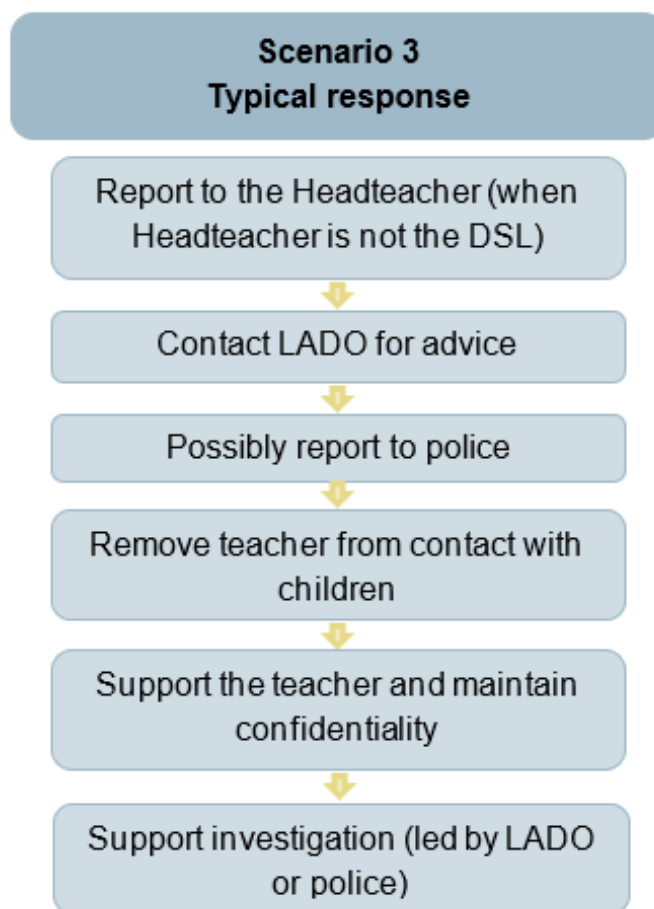 Scenario 3
Typical response
Report to the Headteacher (when
Headteacher is not the DSL)
Contact LADO for advice
Possibly report to police
Remove teacher from contact with
children
Support the teacher and maintain
confidentiality
Support investigation (led by LADO
or police)